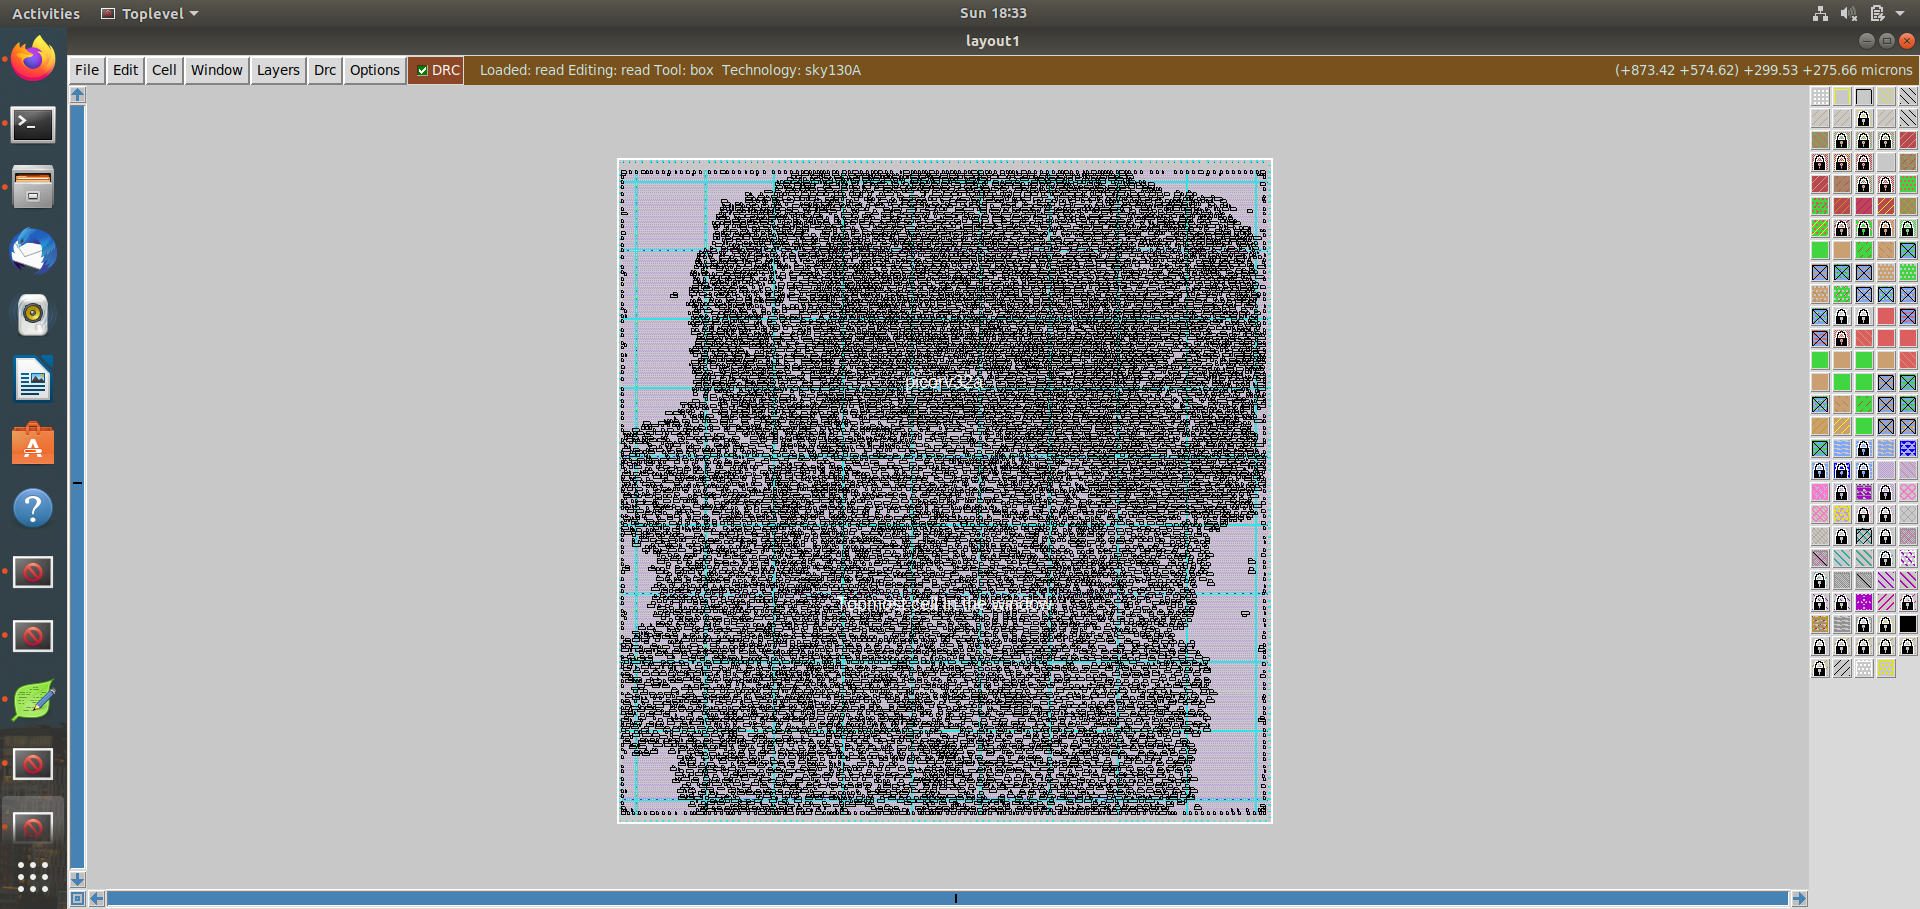 Activities Toplevel Sun 18:33
layout1
File Edit Cell Window Layers Drc Options DRC Loaded: read Editing: read Tool: box Technology: sky130A (+873.42 +574.62) +299.53 +275.66 microns
picorv32a
Topmost cell in the window